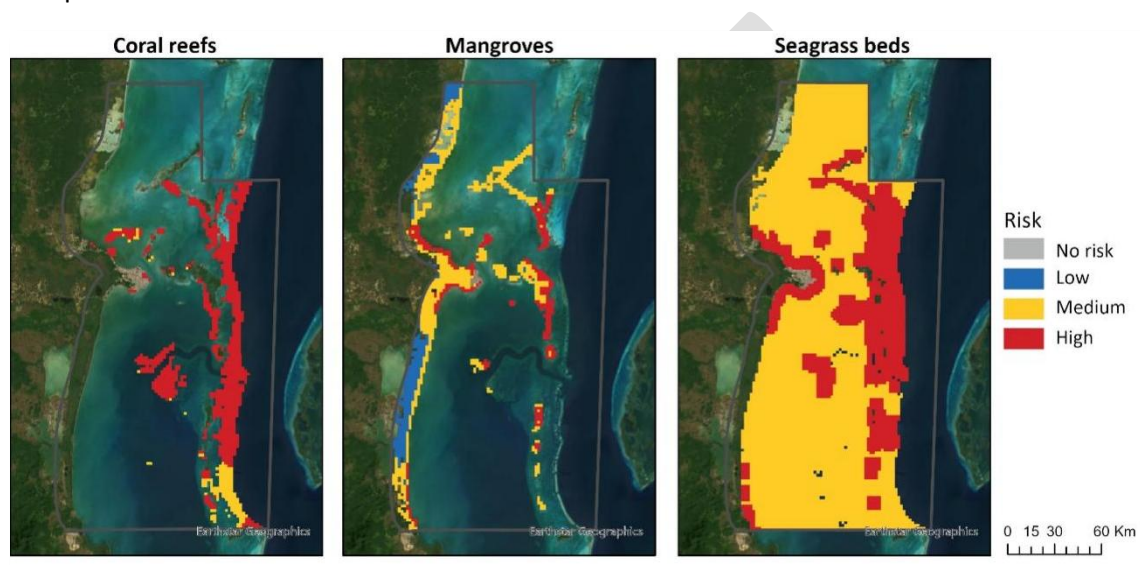 Coral reefs
Mangroves
Seagrass beds
Risk
No risk
Low
Medium
High
Earthstar Geographics
Earthstar Geographics
Earthstar Geographics
0 15 30 60 Km